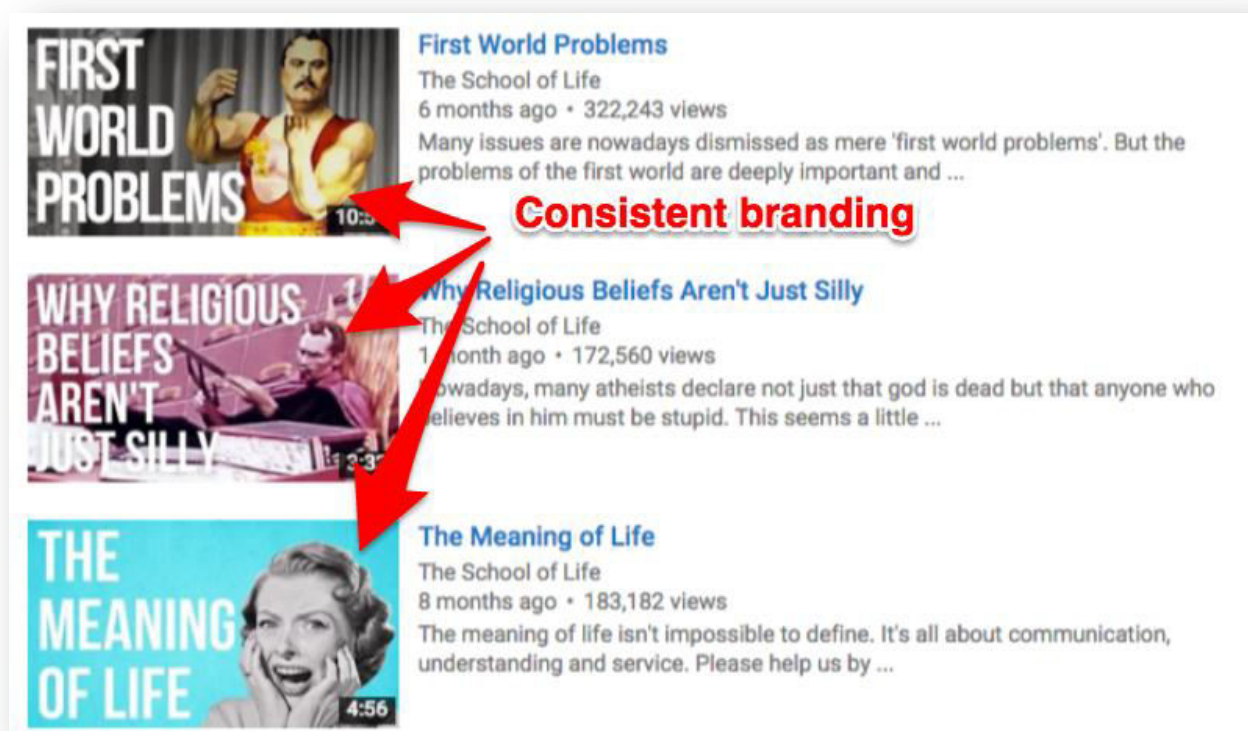 FIRST
WORLD
PROBLEMS
First World Problems
The School of Life
6 months ago • 322,243 views
Many issues are nowadays dismissed as mere 'first world problems'. But the
problems of the first world are deeply important and ...
Consistent branding
WHY RELIGIOUS
BELIEFS
AREN'T
JUST SILLY
Why Religious Beliefs Aren't Just Silly
The School of Life
1 month ago • 172,560 views
Nowadays, many atheists declare not just that god is dead but that anyone who
believes in him must be stupid. This seems a little ...
THE
MEANING
OF LIFE
4:56
The Meaning of Life
The School of Life
8 months ago • 183,182 views
The meaning of life isn't impossible to define. It's all about communication,
understanding and service. Please help us by ...